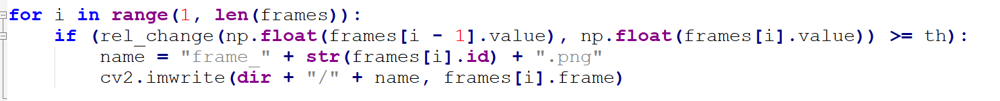 for i in range(1, len(frames)):
    if (rel_change(np.float(frames[i - 1].value), np.float(frames[i].value)) >= th):
        name = "frame_" + str(frames[i].id) + ".png"
        cv2.imwrite(dir + "/" + name, frames[i].frame)